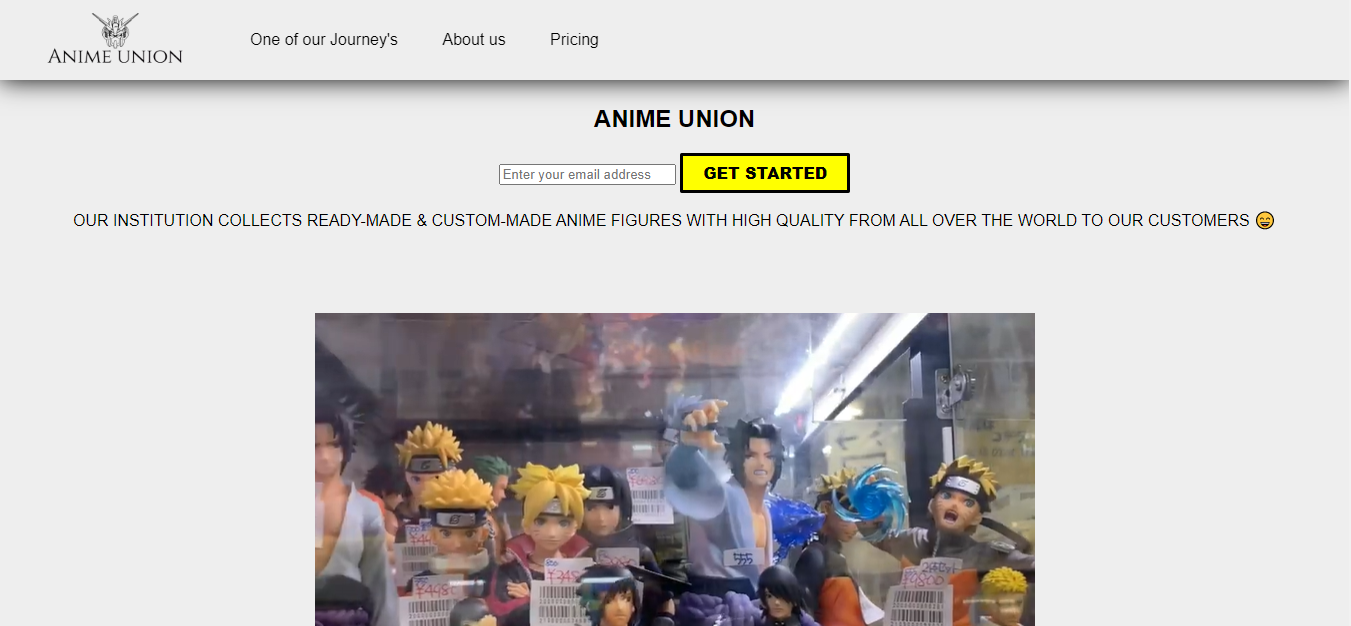 ANIME UNION
One of our Journey's
About us
Pricing
ANIME UNION
Enter your email address
GET STARTED
OUR INSTITUTION COLLECTS READY-MADE & CUSTOM-MADE ANIME FIGURES WITH HIGH QUALITY FROM ALL OVER THE WORLD TO OUR CUSTOMERS 😄